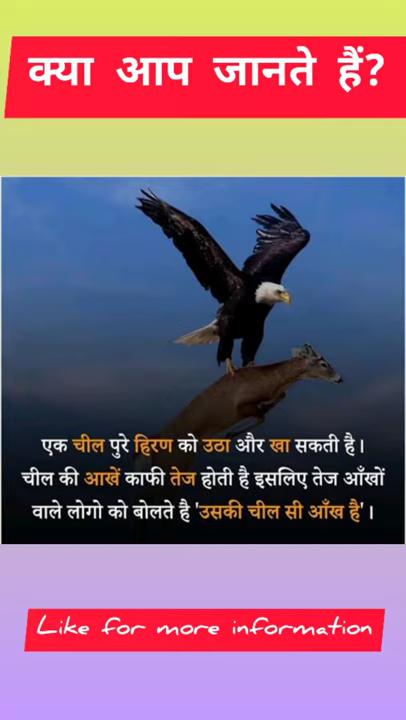 क्या आप जानते हैं?
एक चील पुरे हिरण को उठा और खा सकती है।
चील की आखें काफी तेज होती है इसलिए तेज आँखों
वाले लोगो को बोलते है 'उसकी चील सी आँख है'।
Like for more information